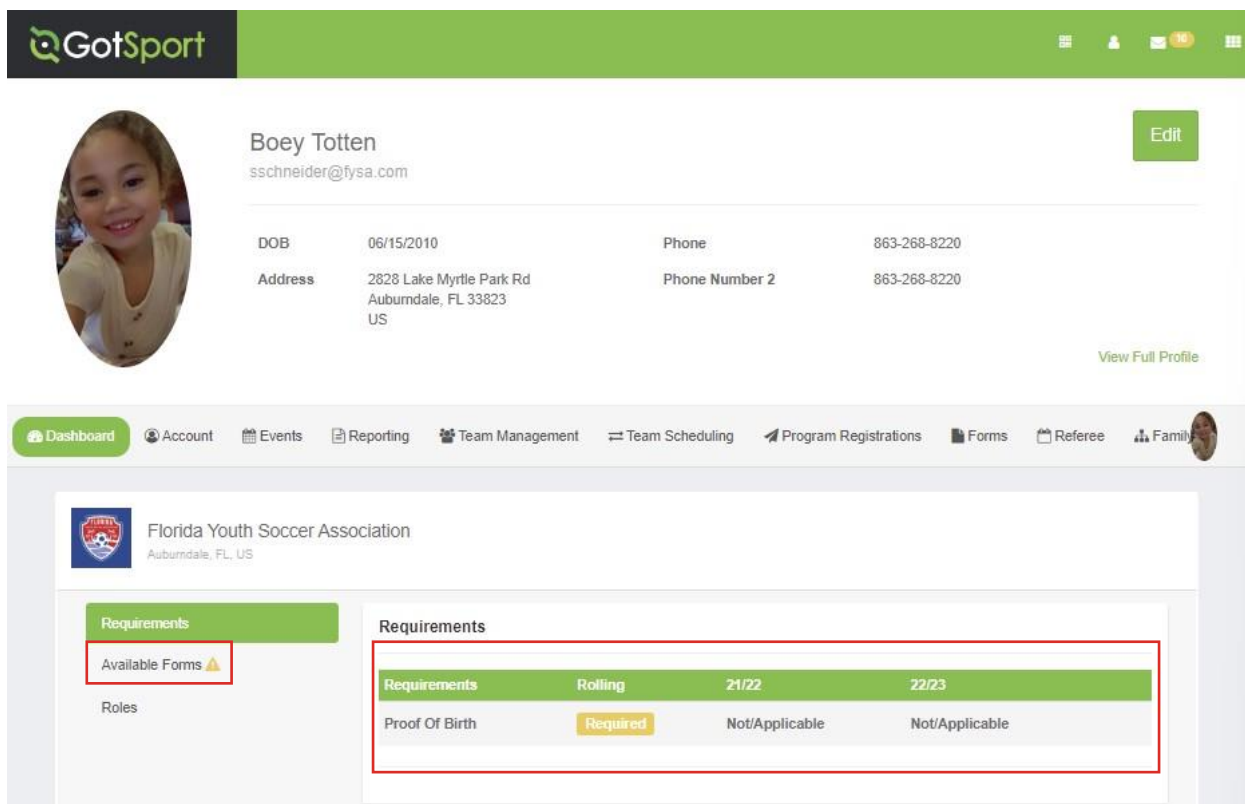 GotSport
16
Boey Totten
Edit
sschneider@fysa.com
DOB 06/15/2010 Phone 863-268-8220
Address 2828 Lake Myrtle Park Rd Phone Number 2 863-268-8220
Auburndale, FL 33823
US
View Full Profile
Dashboard Account Events Reporting Team Management Team Scheduling Program Registrations Forms Referee Family
Florida Youth Soccer Association
Auburndale, FL, US
Requirements
Available Forms
Roles
Requirements
Requirements Rolling 21/22 22/23
Proof Of Birth Required Not/Applicable Not/Applicable